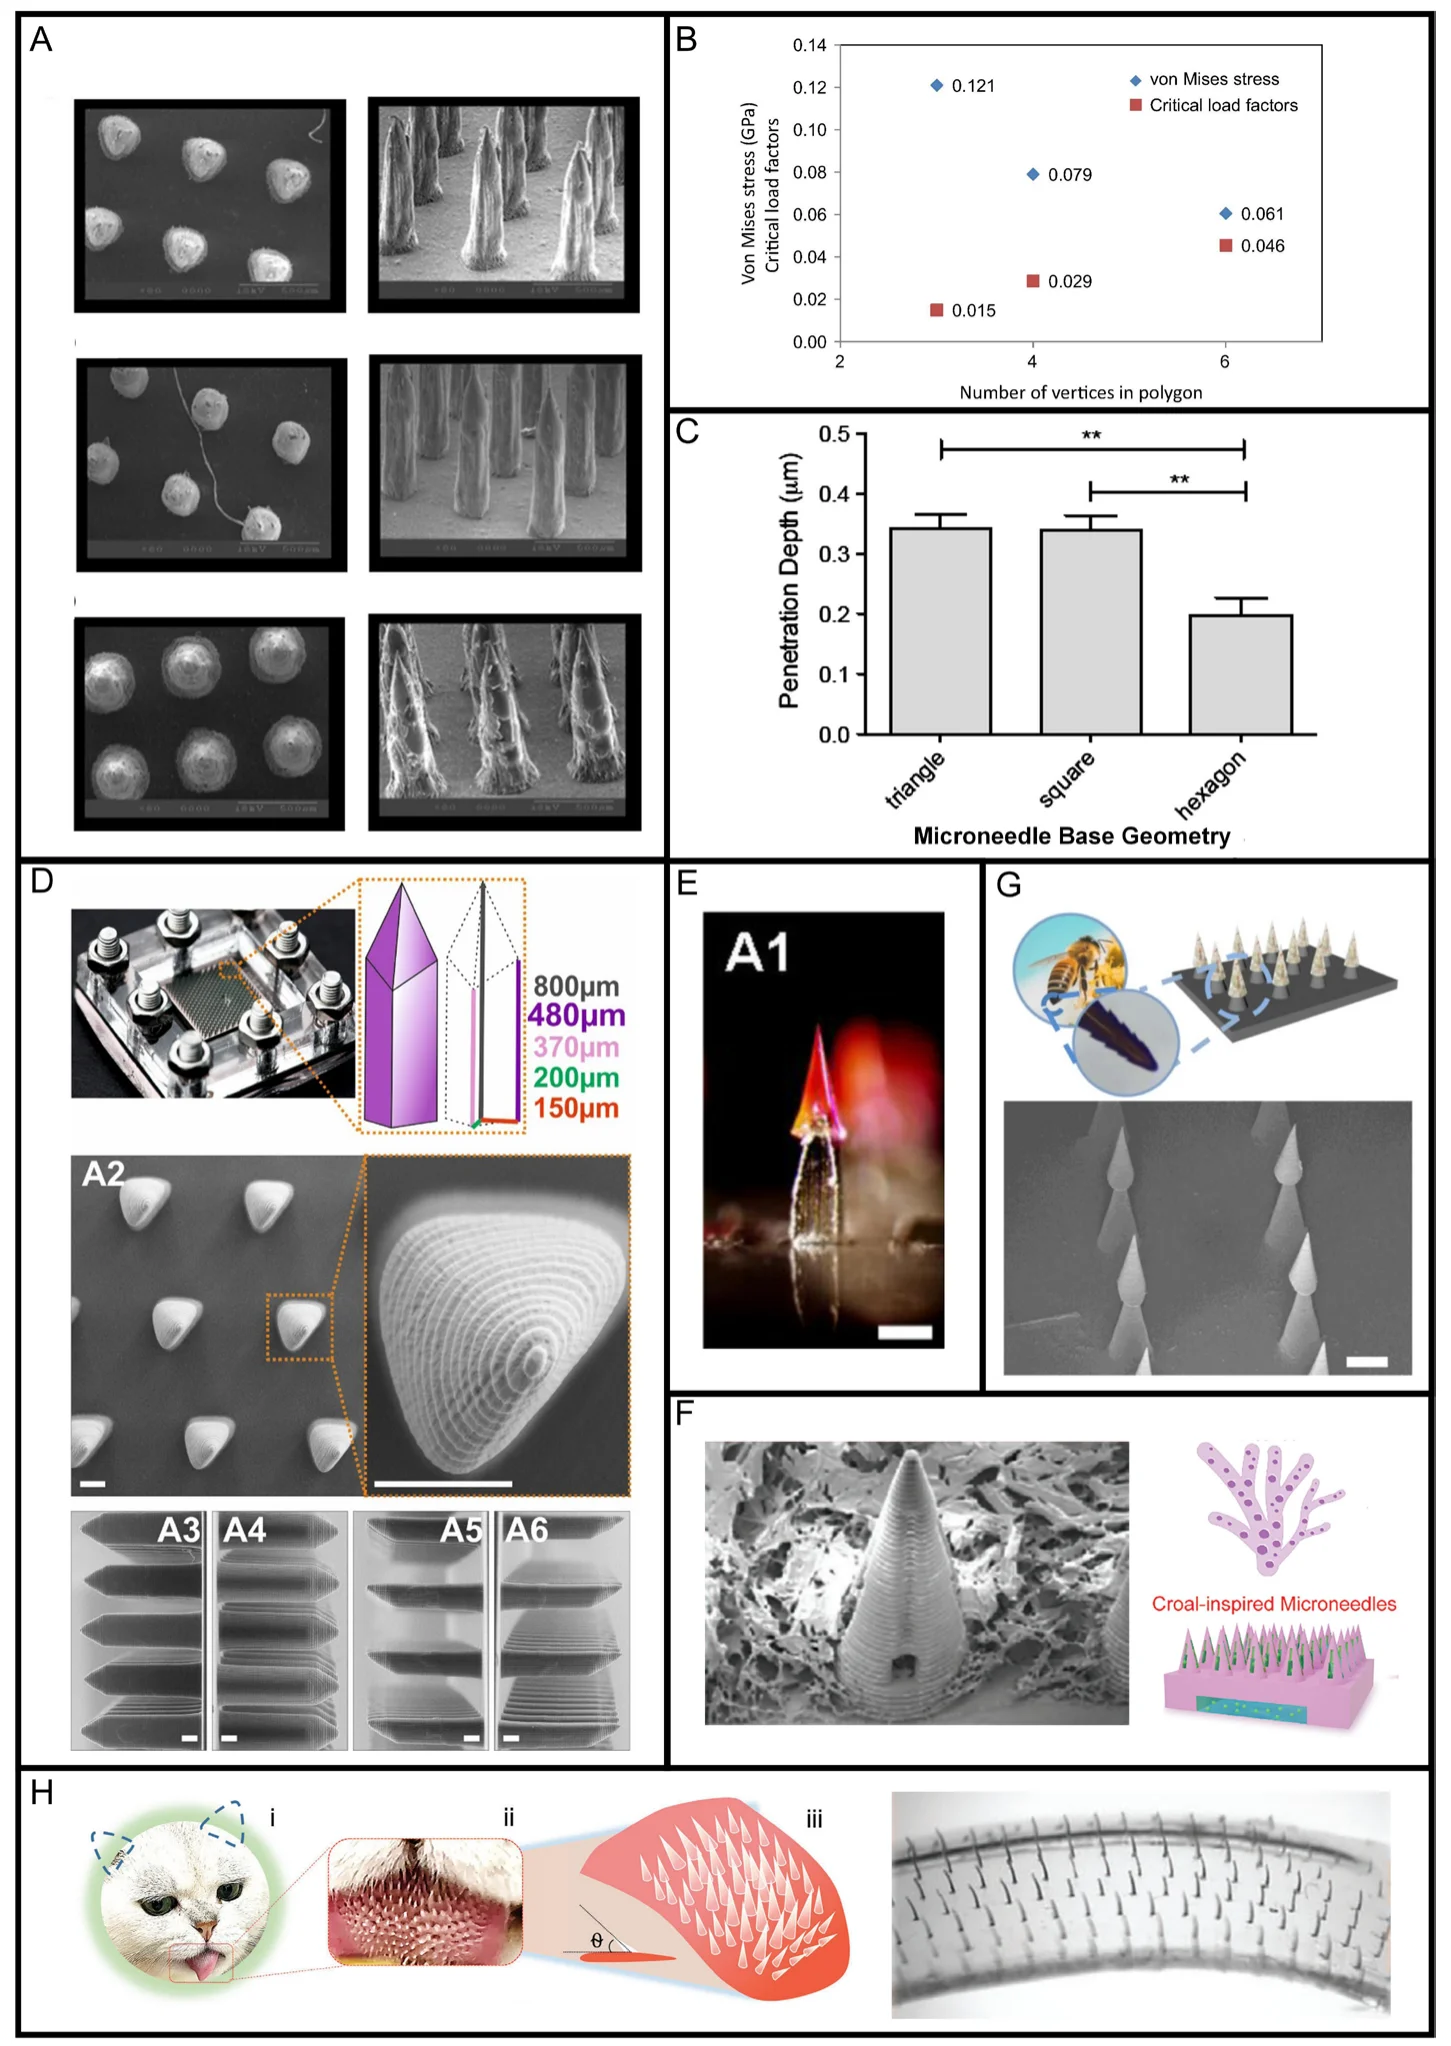 A
B
0.14
0.12
0.10
0.08
0.06
0.04
0.02
0.00
2
4
6
Von Mises stress (GPa)
Critical load factors
Number of vertices in polygon
von Mises stress
Critical load factors
0.121
0.079
0.061
0.046
0.029
0.015
C
0.5
0.4
0.3
0.2
0.1
0.0
Penetration Depth (µm)
**
**
triangle
square
hexagon
Microneedle Base Geometry
D
800µm
480µm
370µm
200µm
150µm
A2
A3
A4
A5
A6
E
A1
G
F
Croal-inspired Microneedles
H
i
ii
iii
θ